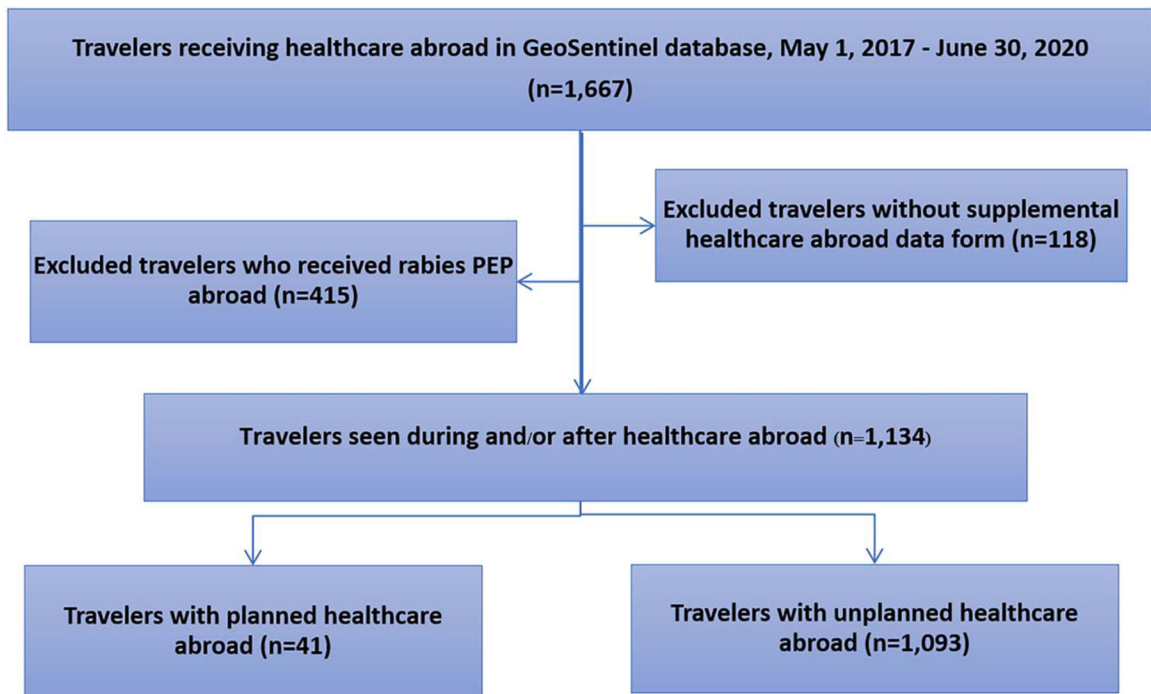 Travelers receiving healthcare abroad in GeoSentinel database, May 1, 2017 - June 30, 2020
(n=1,667)
Excluded travelers without supplemental
healthcare abroad data form (n=118)
Excluded travelers who received rabies PEP
abroad (n=415)
Travelers seen during and/or after healthcare abroad (n=1,134)
Travelers with planned healthcare
abroad (n=41)
Travelers with unplanned healthcare
abroad (n=1,093)